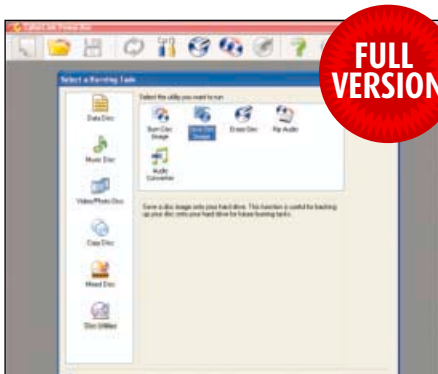 CyberLink Power2Go
FULL
VERSION
Select a Burning Task
Select the utility you want to run:
Data Disc
Music Disc
Video/Photo Disc
Copy Disc
Mixed Disc
Disc Utilities
Burn Disc
Image
Save Disc
Image
Erase Disc
Rip Audio
Audio
Converter
Save a disc image onto your hard drive. This function is useful for backing
up your disc onto your hard drive for future burning tasks.